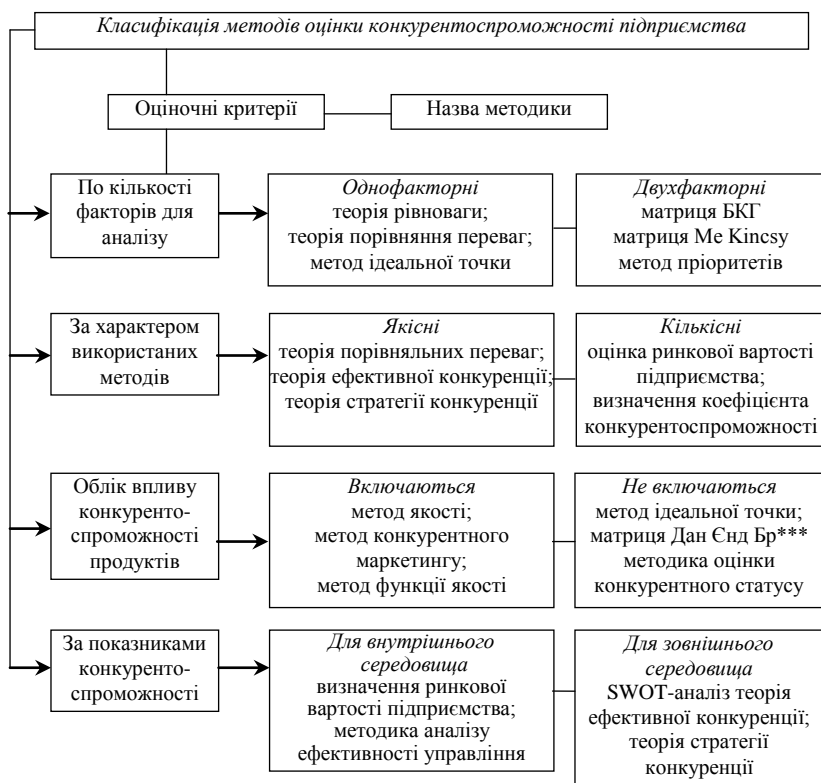 Класифікація методів оцінки конкурентоспроможності підприємства
Оціночні критерії
Назва методики
По кількості
факторів для
аналізу
Однофакторні
теорія рівноваги;
теорія порівняння переваг;
метод ідеальної точки
Двухфакторні
матриця БКГ
матриця Me Kincsy
метод пріоритетів
За характером
використаних
методів
Якісні
теорія порівняльних переваг;
теорія ефективної конкуренції;
теорія стратегії конкуренції
Кількісні
оцінка ринкової вартості
підприємства;
визначення коефіцієнта
конкурентоспроможності
Облік впливу
конкуренто-
спроможності
продуктів
Включаються
метод якості;
метод конкурентного
маркетингу;
метод функції якості
Не включаються
метод ідеальної точки;
матриця Дан Єнд Бр***
методика оцінки
конкурентного статусу
За показниками
конкуренто-
спроможності
Для внутрішнього
середовища
визначення ринкової
вартості підприємства;
методика аналізу
ефективності управління
Для зовнішнього
середовища
SWOT-аналіз теорія
ефективної конкуренції;
теорія стратегії
конкуренції